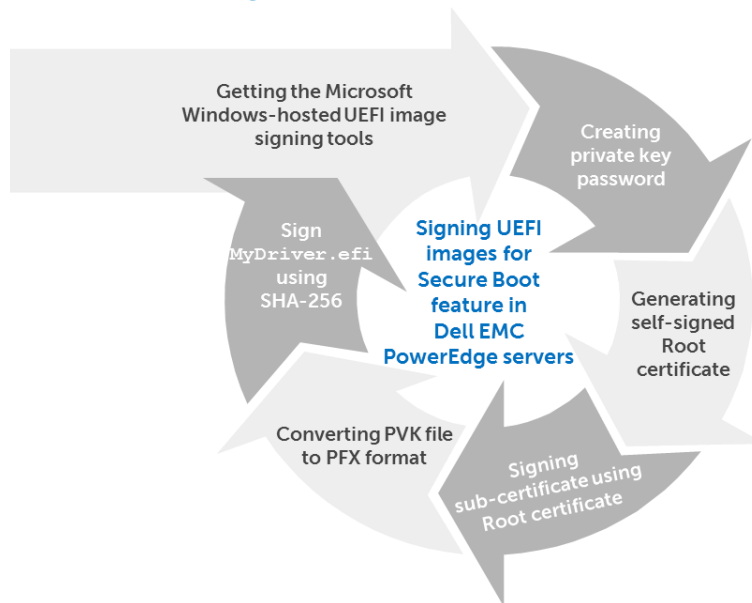 Getting the Microsoft
Windows-hosted UEFI image
signing tools
Creating
private key
password
Generating
self-signed
Root
certificate
Signing
sub-certificate using
Root certificate
Converting PVK file
to PFX format
Sign
MyDriver.efi
using
SHA-256
Signing UEFI
images for
Secure Boot
feature in
Dell EMC
PowerEdge servers